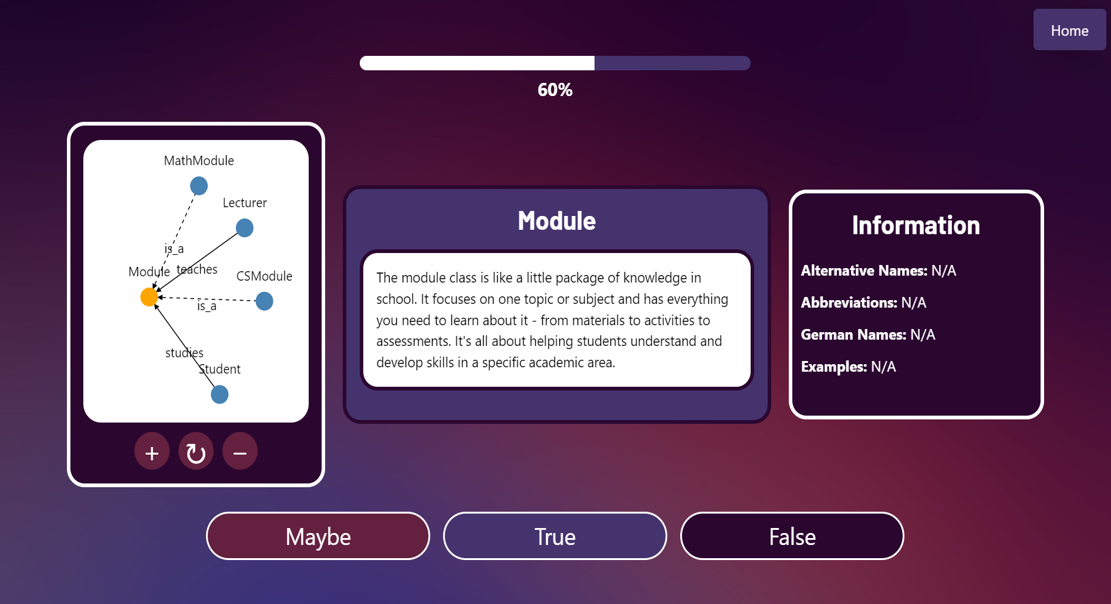 Home
60%
MathModule
Lecturer
is_a
Module
teaches
CSModule
is_a
studies
Student
+
↻
−
Module
The module class is like a little package of knowledge in
school. It focuses on one topic or subject and has everything
you need to learn about it - from materials to activities to
assessments. It's all about helping students understand and
develop skills in a specific academic area.
Information
Alternative Names: N/A
Abbreviations: N/A
German Names: N/A
Examples: N/A
Maybe
True
False